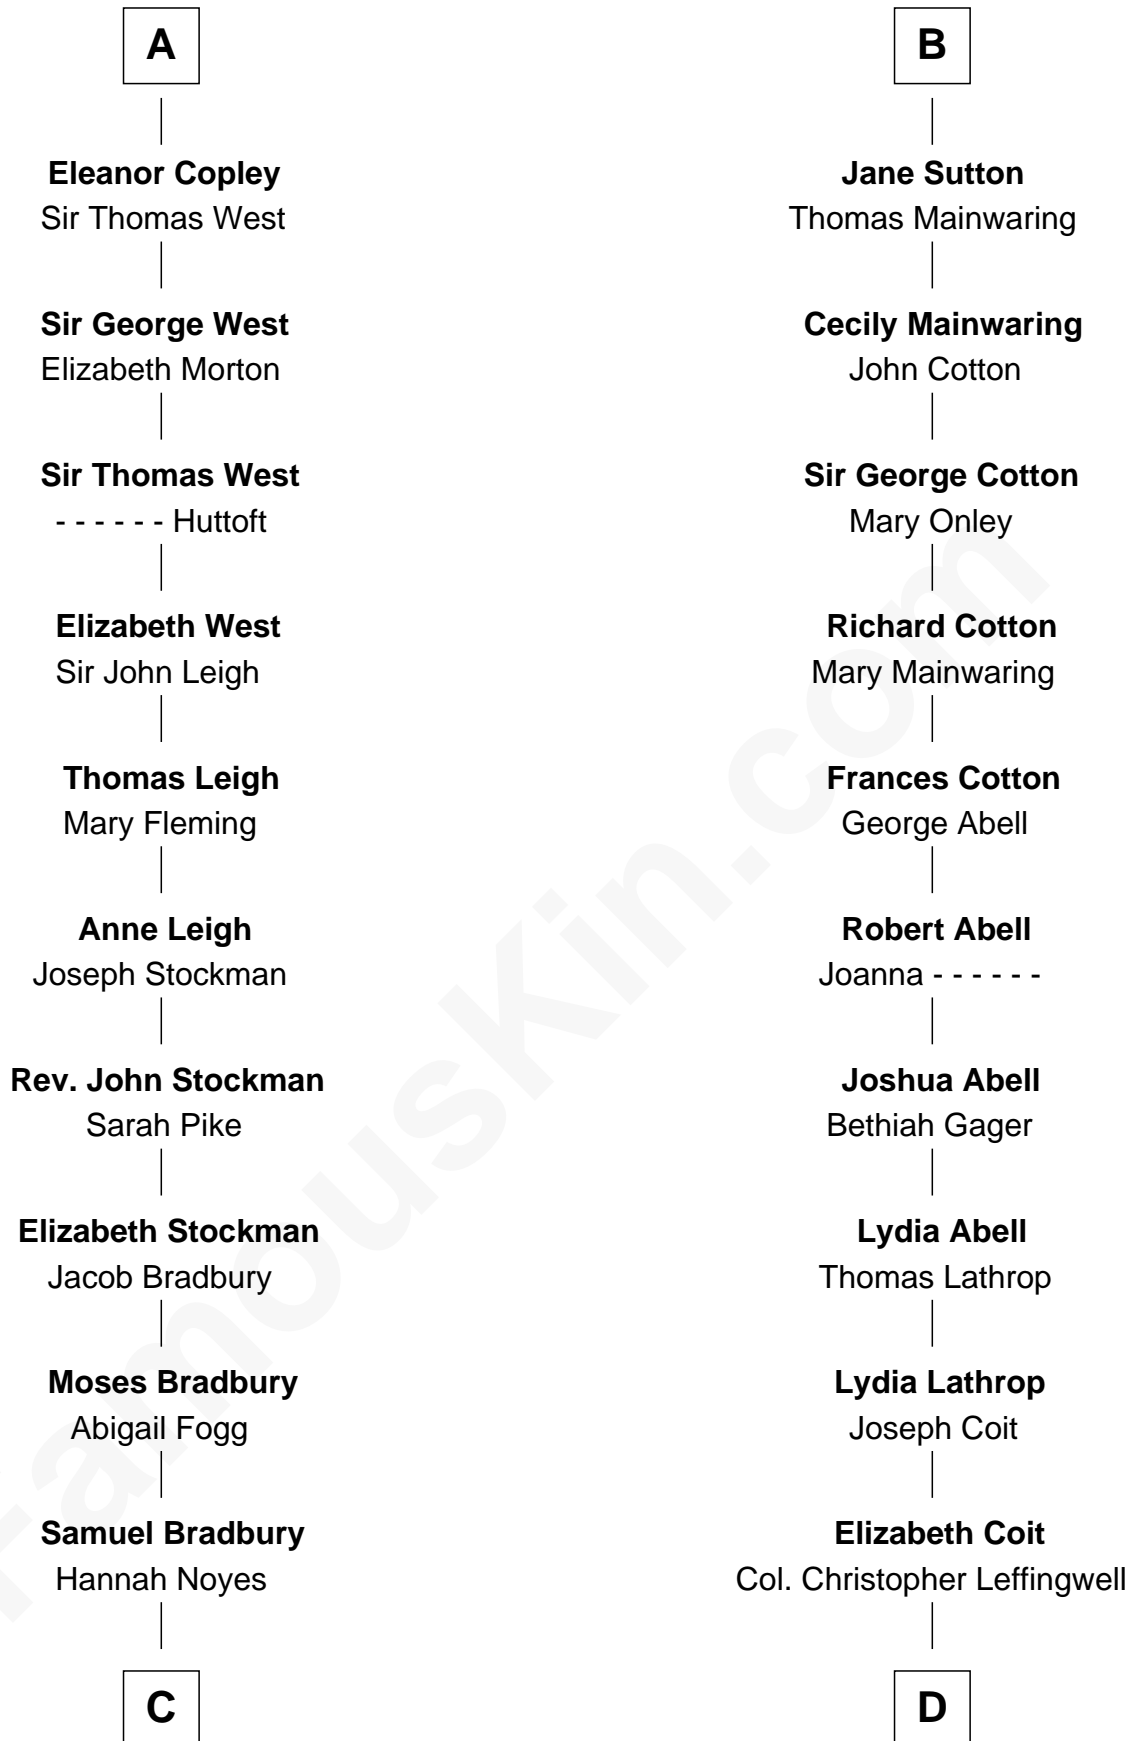 A
Eleanor Copley
Sir Thomas West
Sir George West
Elizabeth Morton
Sir Thomas West
- - - - - - Huttoft
Elizabeth West
Sir John Leigh
Thomas Leigh
Mary Fleming
Anne Leigh
Joseph Stockman
Rev. John Stockman
Sarah Pike
Elizabeth Stockman
Jacob Bradbury
Moses Bradbury
Abigail Fogg
Samuel Bradbury
Hannah Noyes
C
B
Jane Sutton
Thomas Mainwaring
Cecily Mainwaring
John Cotton
Sir George Cotton
Mary Onley
Richard Cotton
Mary Mainwaring
Frances Cotton
George Abell
Robert Abell
Joanna - - - - - -
Joshua Abell
Bethiah Gager
Lydia Abell
Thomas Lathrop
Lydia Lathrop
Joseph Coit
Elizabeth Coit
Col. Christopher Leffingwell
D
FamousKin.com